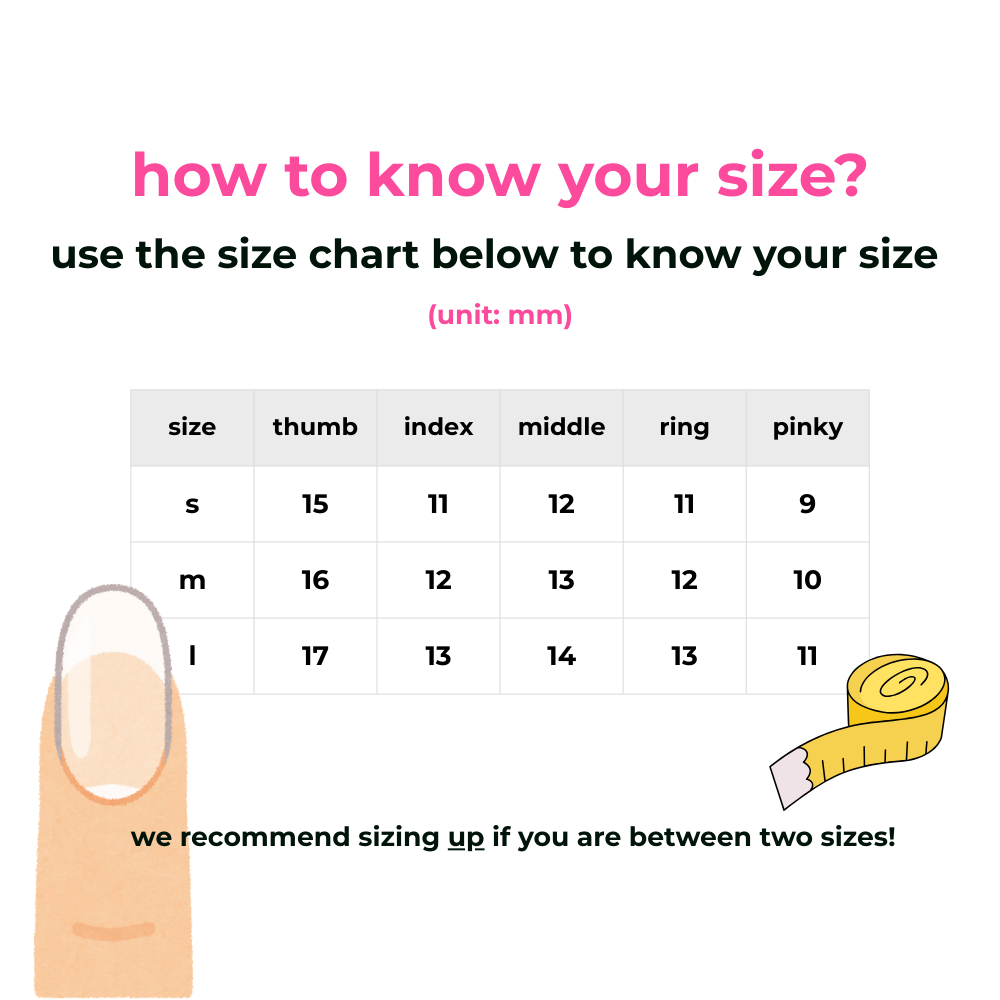 how to know your size?
use the size chart below to know your size
(unit: mm)
size thumb index middle ring pinky
s 15 11 12 11 9
m 16 12 13 12 10
l 17 13 14 13 11
we recommend sizing up if you are between two sizes!